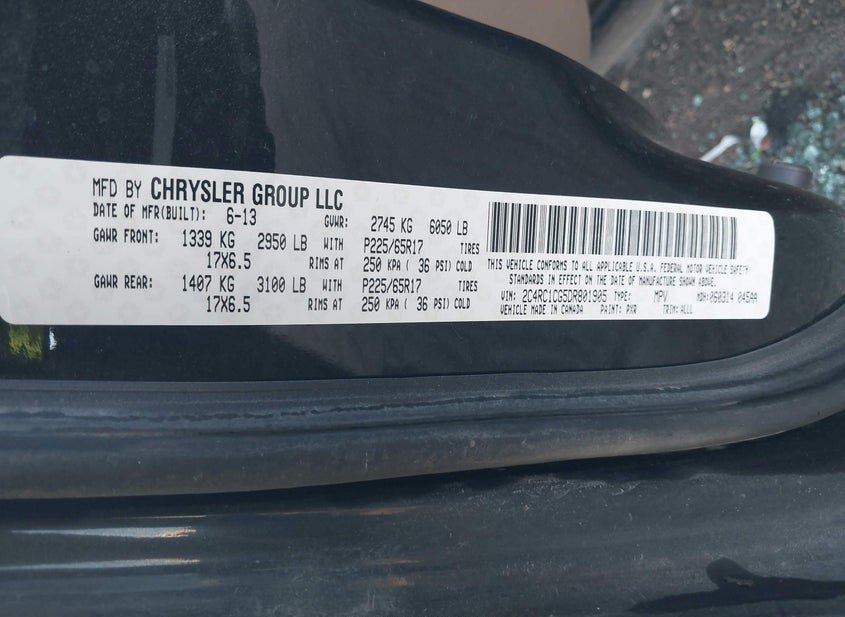 MFD BY CHRYSLER GROUP LLC
DATE OF MFR(BUILT): 6-13 GVWR: 2745 KG 6050 LB
GAWR FRONT: 1339 KG 2950 LB WITH P225/65R17 TIRES
17X6.5 RIMS AT 250 KPA ( 36 PSI) COLD
GAWR REAR: 1407 KG 3100 LB WITH P225/65R17 TIRES
17X6.5 RIMS AT 250 KPA ( 36 PSI) COLD
THIS VEHICLE CONFORMS TO ALL APPLICABLE U.S.A. FEDERAL MOTOR VEHICLE SAFETY
STANDARDS IN EFFECT ON THE DATE OF MANUFACTURE SHOWN ABOVE.
VIN: 2C4RC1CG5DR801905 TYPE: MPV MDH: 060314 045AA
VEHICLE MADE IN CANADA PAINT: PXR TRIM: ALL